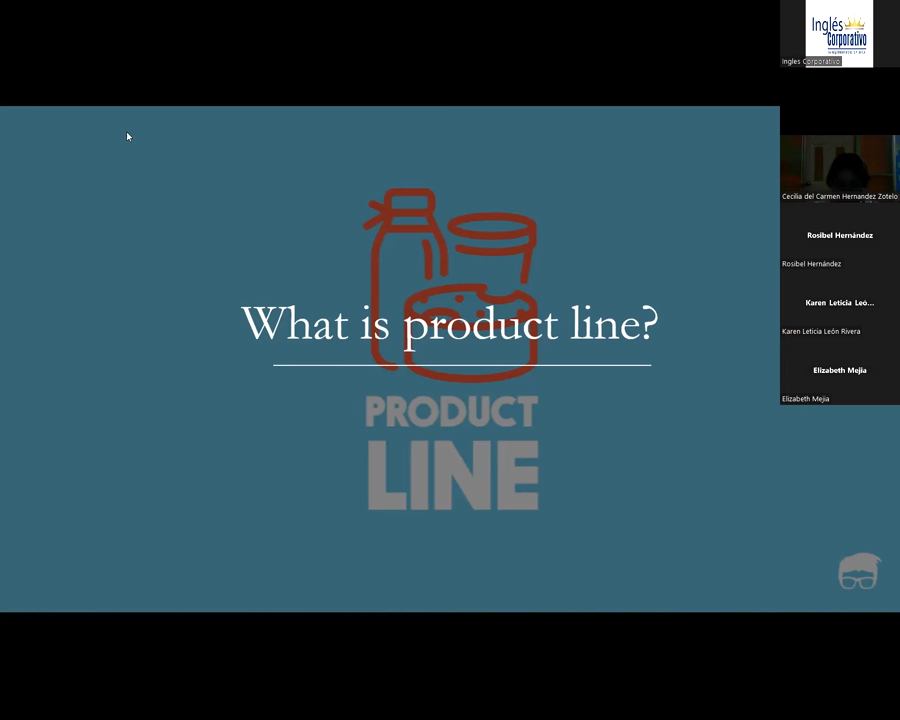 Inglés
Corporativo
Ingles Corporativo
Cecilia del Carmen Hernandez Zotelo
Rosibel Hernández
Rosibel Hernández
Karen Leticia Leó...
Karen Leticia León Rivera
Elizabeth Mejia
Elizabeth Mejia
What is product line?
PRODUCT
LINE